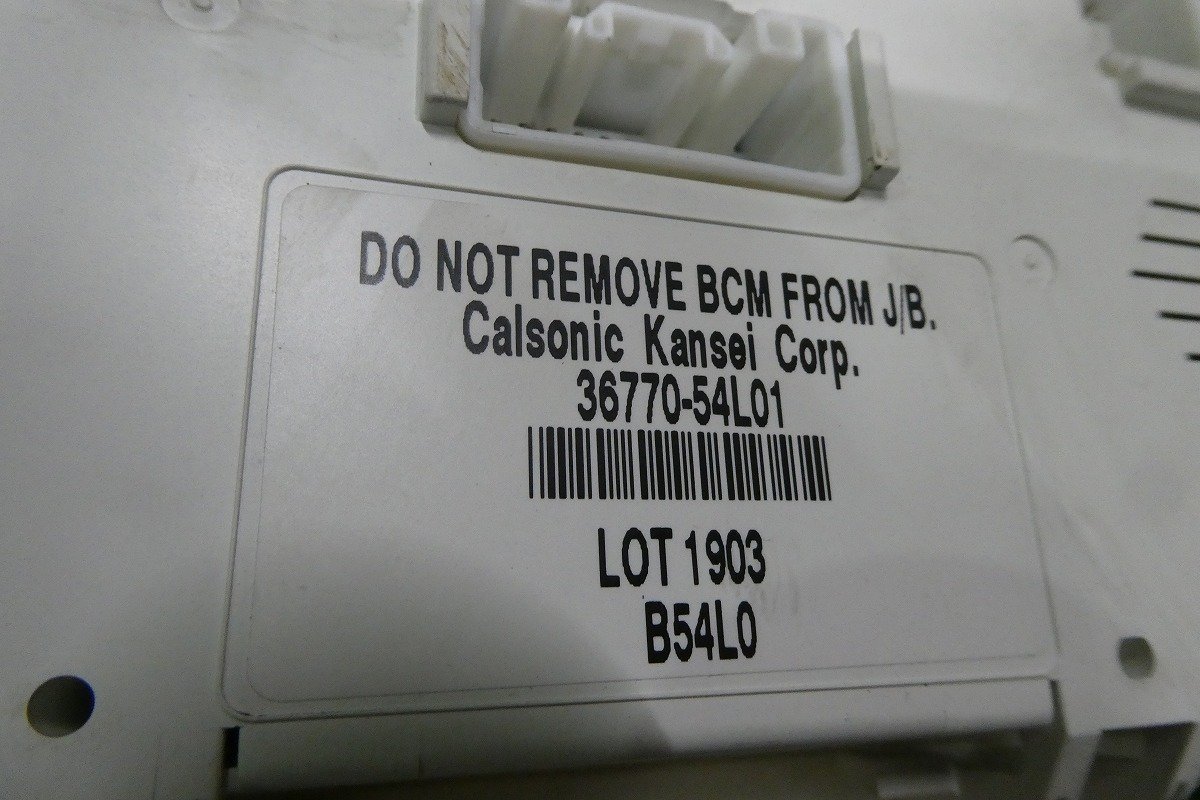 DO NOT REMOVE BCM FROM J/B.
Calsonic Kansei Corp.
36770-54L01
LOT 1903
B54L0